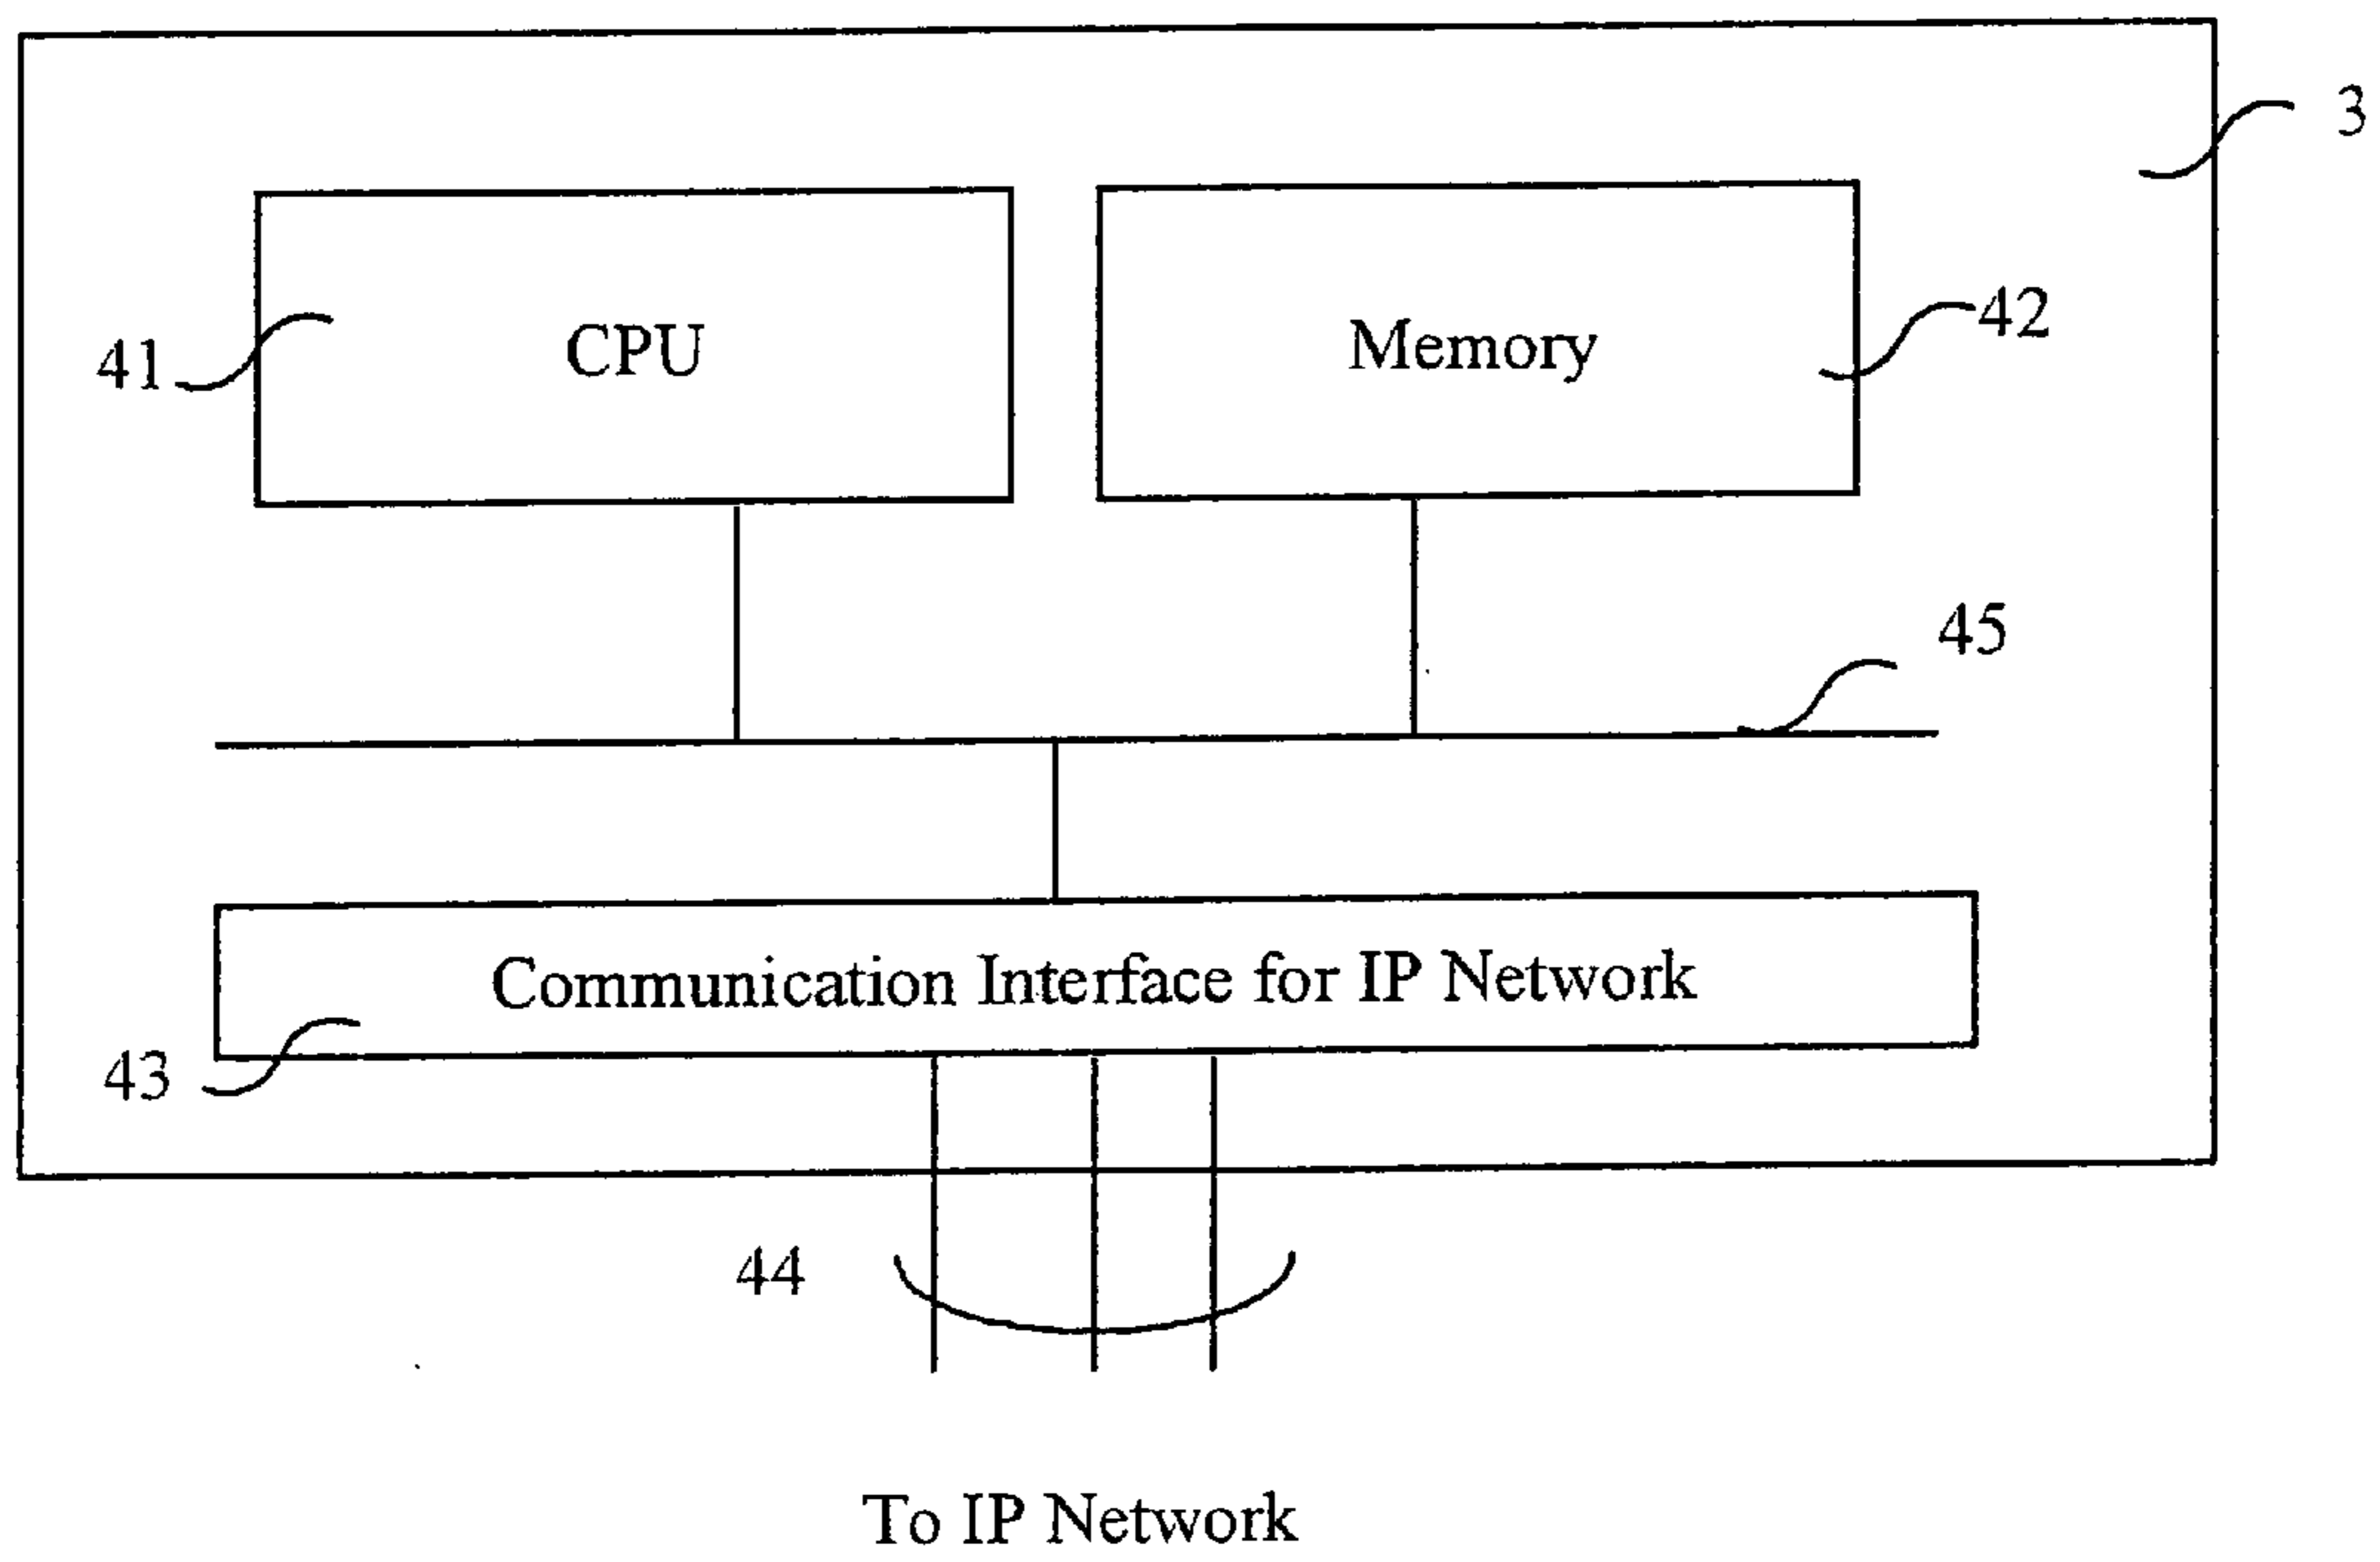 3
CPU
Memory
41
42
45
Communication Interface for IP Network
43
44
To IP Network